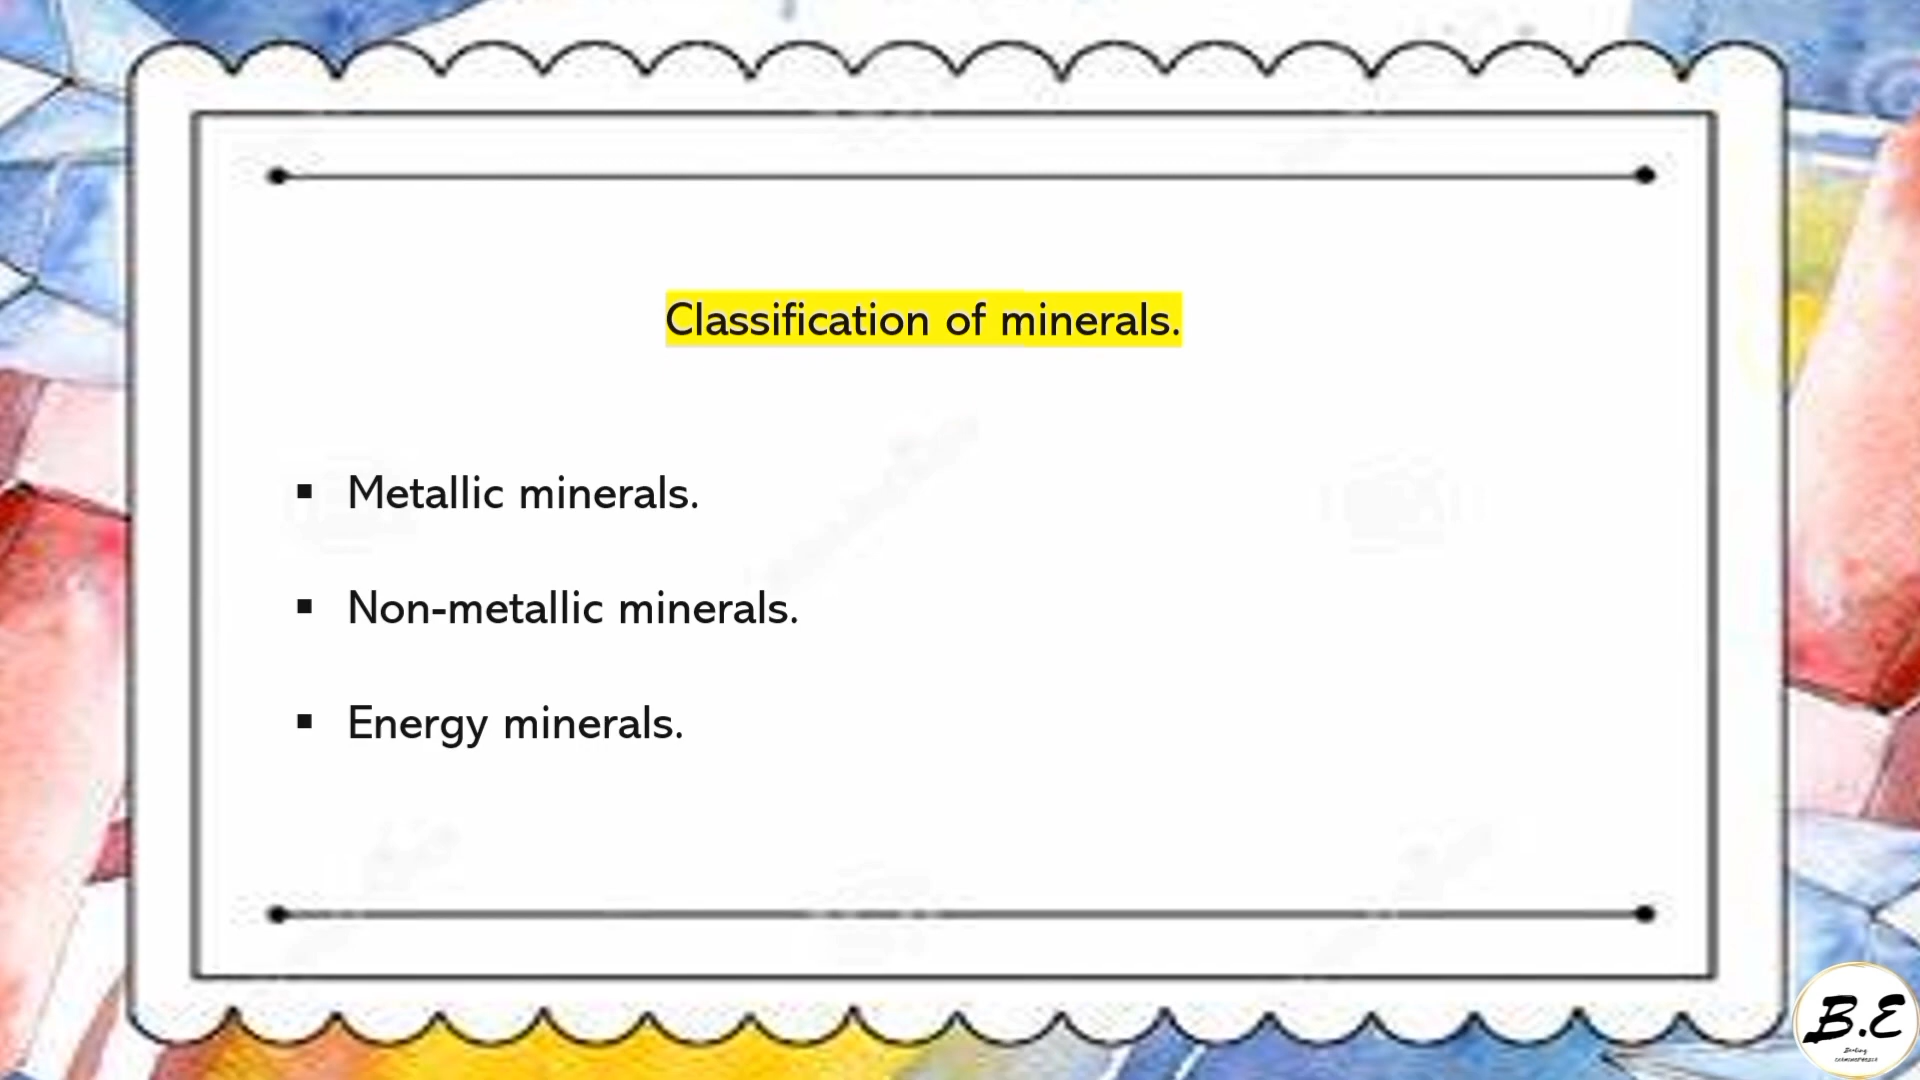 Classification of minerals.
▪ Metallic minerals.
▪ Non-metallic minerals.
▪ Energy minerals.
B.E